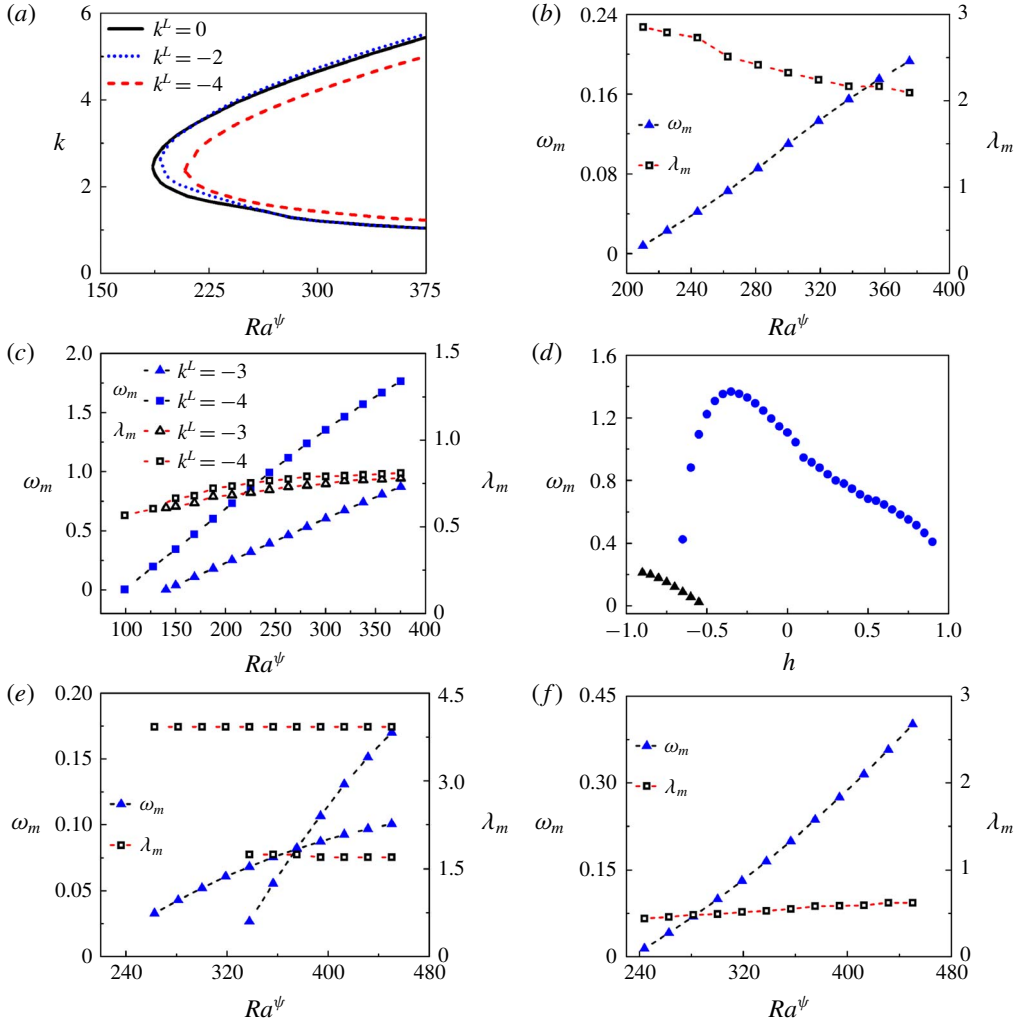 (a)
k^L = 0
k^L = −2
k^L = −4
6
4
2
0
k
150
225
300
375
Ra^ψ
(b)
0.24
0.16
0.08
0
ω_m
ω_m
λ_m
3
2
1
0
λ_m
200
240
280
320
360
400
Ra^ψ
(c)
2.0
1.5
1.0
0.5
0
ω_m
ω_m
k^L = −3
k^L = −4
λ_m
k^L = −3
k^L = −4
1.5
1.0
0.5
0
λ_m
100
150
200
250
300
350
400
Ra^ψ
(d)
1.6
1.2
0.8
0.4
0
ω_m
−1.0
−0.5
0
0.5
1.0
h
(e)
0.20
0.15
0.10
0.05
0
ω_m
ω_m
λ_m
4.5
3.0
1.5
0
λ_m
240
320
400
480
Ra^ψ
(f)
0.45
0.30
0.15
0
ω_m
ω_m
λ_m
3
2
1
0
λ_m
240
320
400
480
Ra^ψ